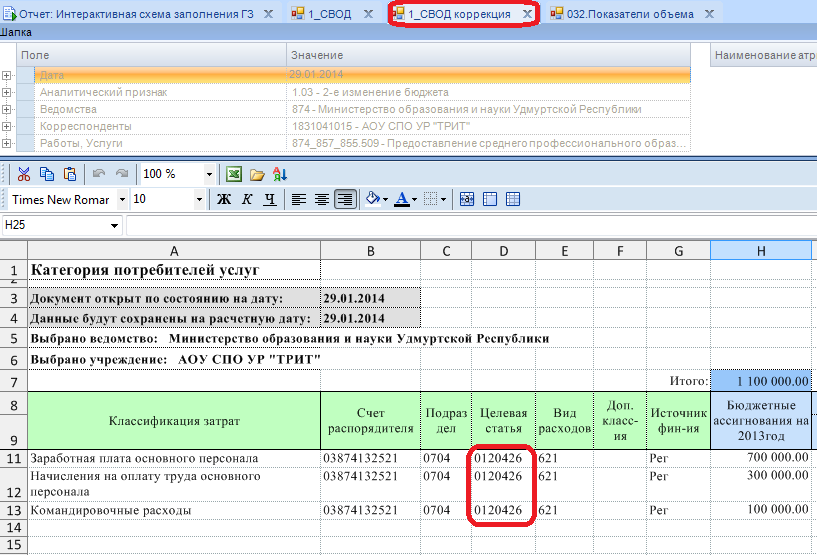 Отчет: Интерактивная схема заполнения ГЗ 1_СВОД 1_СВОД коррекция 032.Показатели объема
Шапка
Поле Значение Наименование атри
Дата 29.01.2014
Аналитический признак 1.03 - 2-е изменение бюджета
Ведомства 874 - Министерство образования и науки Удмуртской Республики
Корреспонденты 1831041015 - АОУ СПО УР "ТРИТ"
Работы, Услуги 874_857_855.509 - Предоставление среднего профессионального образ...
100 %
Times New Romar 10 Ж К Ч
H25
A B C D E F G H
1 Категория потребителей услуг
2
3 Документ открыт по состоянию на дату: 29.01.2014
4 Данные будут сохранены на расчетную дату: 29.01.2014
5 Выбрано ведомство: Министерство образования и науки Удмуртской Республики
6 Выбрано учреждение: АОУ СПО УР "ТРИТ"
7 Итого: 1 100 000.00
8 9 Классификация затрат
Счет
распорядителя
Подраз
дел
Целевая
статья
Вид
расходов
Доп.
класс-
ия
Источник
фин-ия
Бюджетные
ассигнования на
2013год
11 Заработная плата основного персонала 03874132521 0704 0120426 621 Рег 700 000.00
Начисления на оплату труда основного 03874132521 0704 0120426 621 Рег 300 000.00
12 персонала
13 Командировочные расходы 03874132521 0704 0120426 621 Рег 100 000.00
14
15